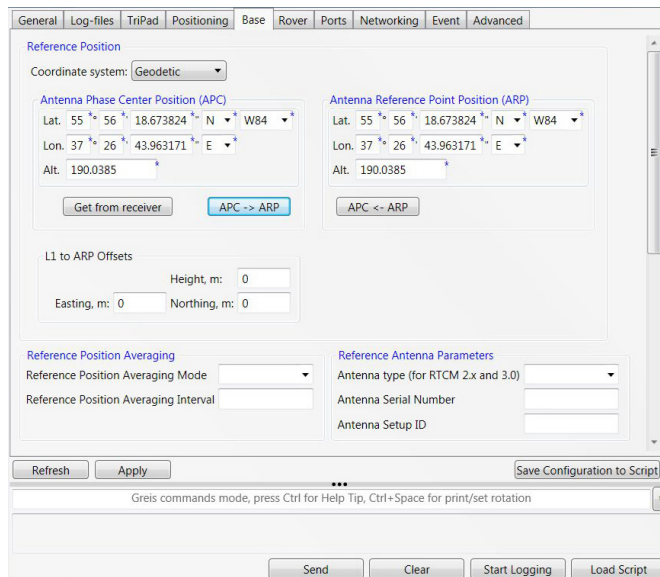 General Log-files TriPad Positioning Base Rover Ports Networking Event Advanced
Reference Position
Coordinate system: Geodetic
Antenna Phase Center Position (APC) Antenna Reference Point Position (ARP)
Lat. 55 *° 56 *' 18.673824 *" N * W84 * Lat. 55 *° 56 *' 18.673824 *" N * W84 *
Lon. 37 *° 26 *' 43.963171 *" E * Lon. 37 *° 26 *' 43.963171 *" E *
Alt. 190.0385 * Alt. 190.0385 *
Get from receiver APC -> ARP APC <- ARP
L1 to ARP Offsets
Height, m: 0
Easting, m: 0 Northing, m: 0
Reference Position Averaging Reference Antenna Parameters
Reference Position Averaging Mode Antenna type (for RTCM 2.x and 3.0)
Reference Position Averaging Interval Antenna Serial Number
Antenna Setup ID
Refresh Apply Save Configuration to Script
Greis commands mode, press Ctrl for Help Tip, Ctrl+Space for print/set rotation
Send Clear Start Logging Load Script